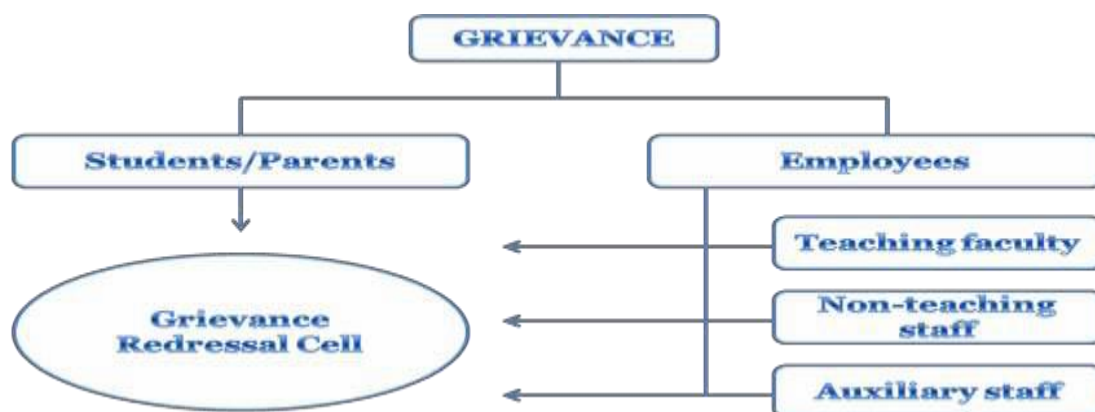 GRIEVANCE
Students/Parents
Employees
Teaching faculty
Grievance
Redressal Cell
Non-teaching
staff
Auxiliary staff